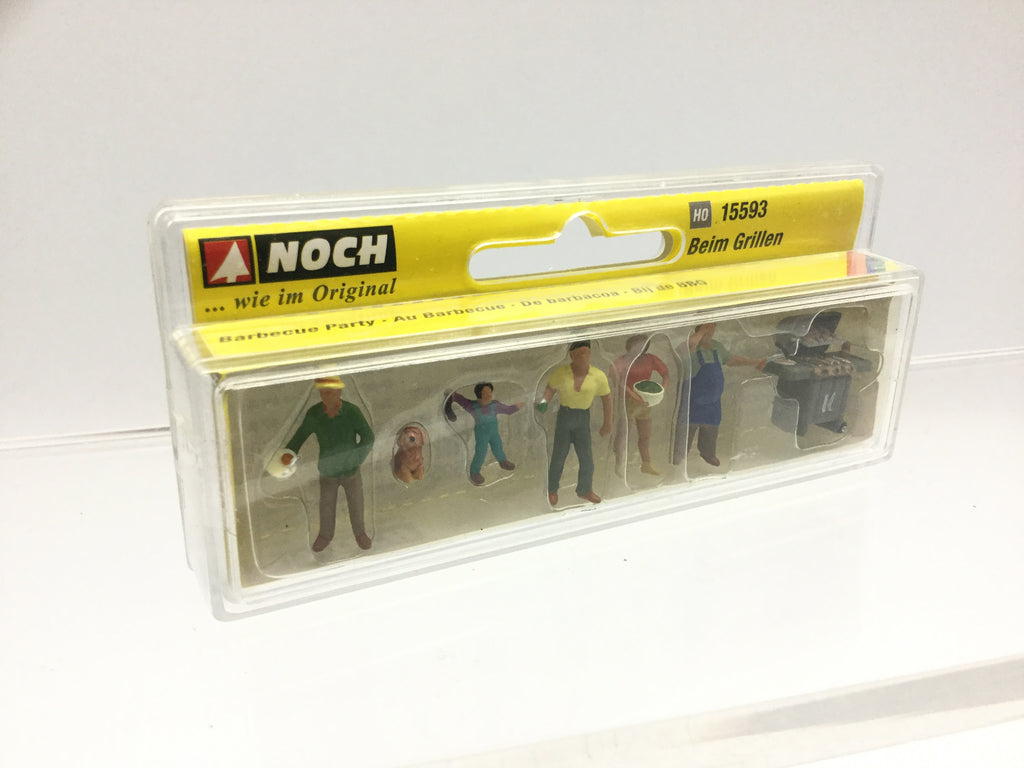 NOCH
... wie im Original
HO 15593
Beim Grillen
Barbecue Party - Au Barbecue - De barbacoa - Bij de BBQ